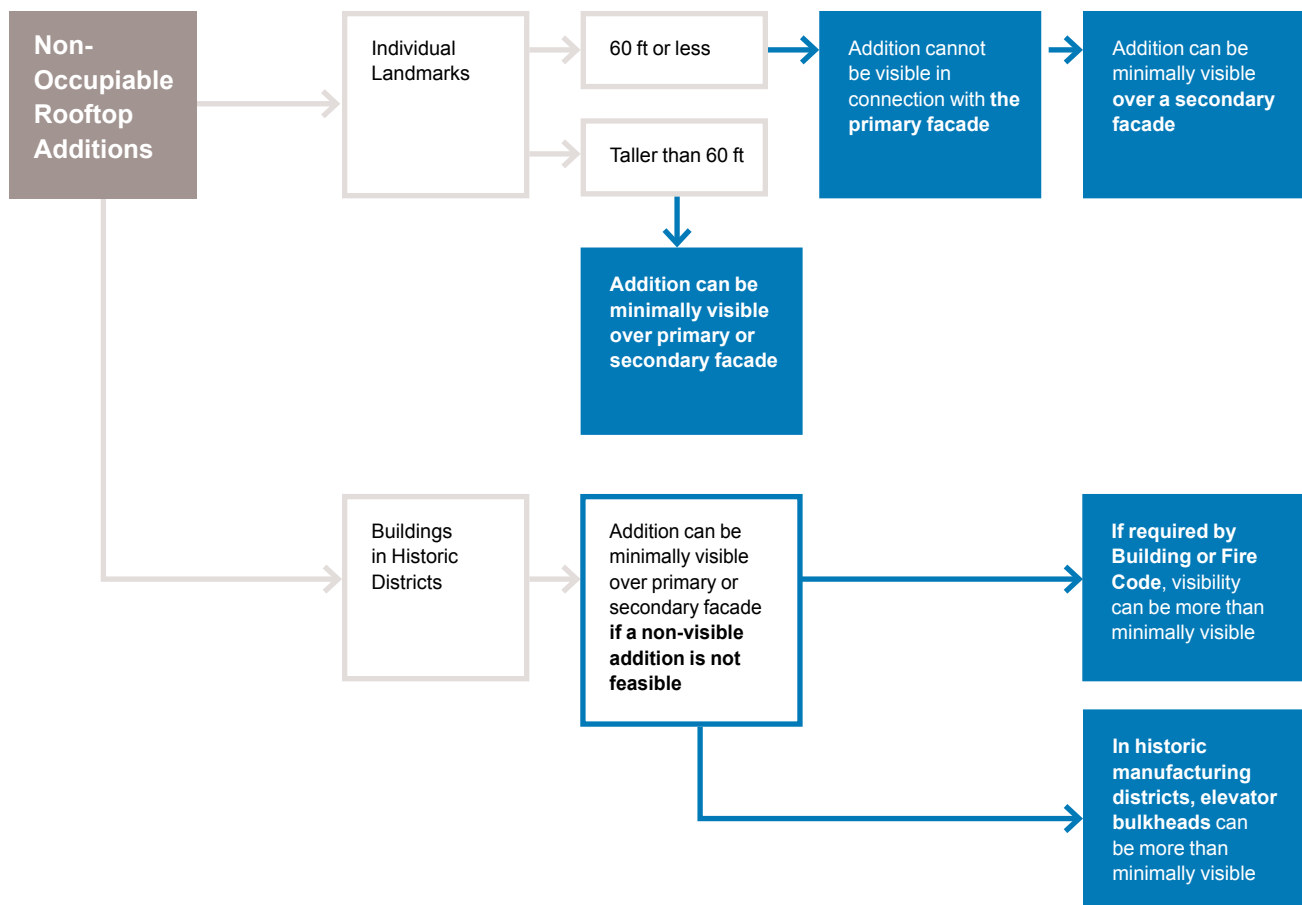 Non-
Occupiable
Rooftop
Additions
Individual
Landmarks
60 ft or less
Addition cannot
be visible in
connection with the
primary facade
Addition can be
minimally visible
over a secondary
facade
Taller than 60 ft
Addition can be
minimally visible
over primary or
secondary facade
Buildings
in Historic
Districts
Addition can be
minimally visible
over primary or
secondary facade
if a non-visible
addition is not
feasible
If required by
Building or Fire
Code, visibility
can be more than
minimally visible
In historic
manufacturing
districts, elevator
bulkheads can
be more than
minimally visible